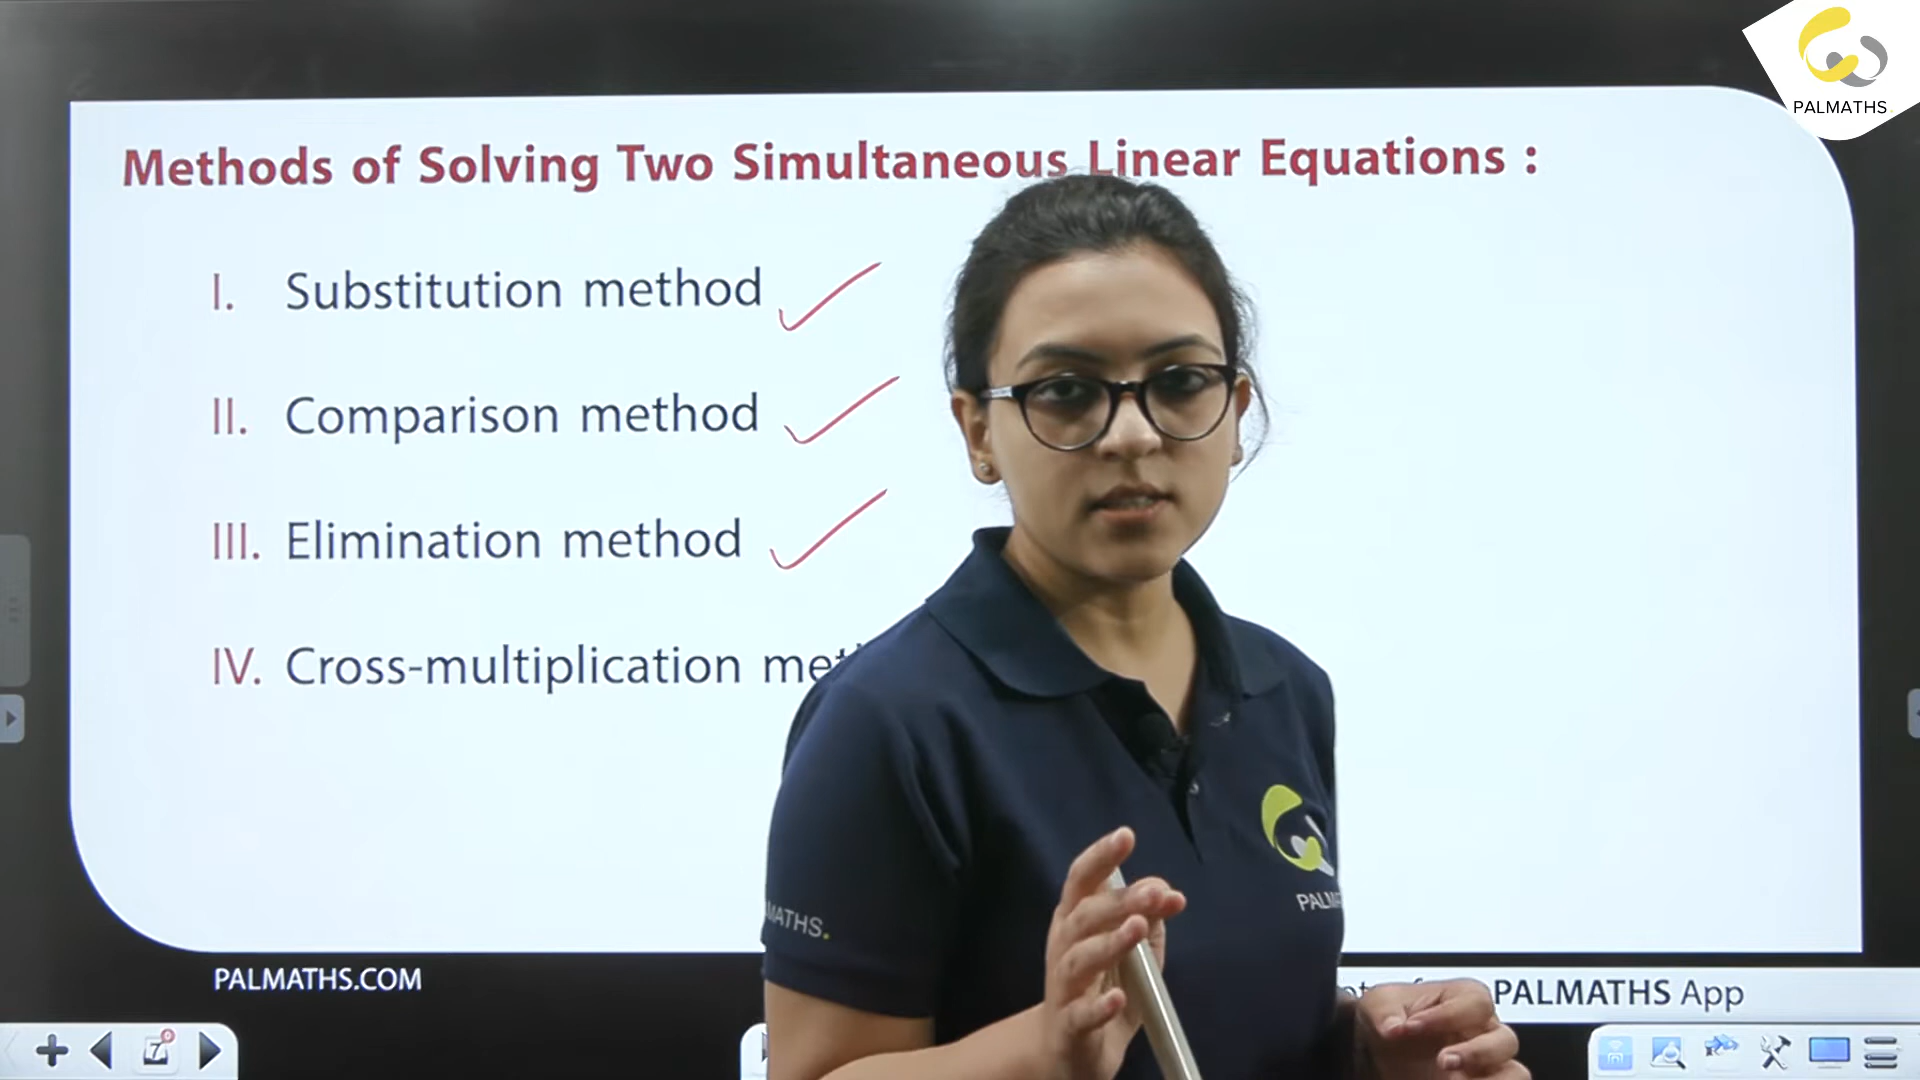 PALMATHS.
Methods of Solving Two Simultaneous Linear Equations :
I. Substitution method
II. Comparison method
III. Elimination method
IV. Cross-multiplication
PALMATHS.COM
PALMATHS App
7